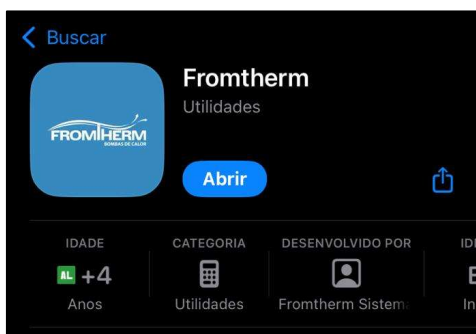 Buscar
Fromtherm
Utilidades
FROMTHERM
BOMBAS DE CALOR
Abrir
IDADE CATEGORIA DESENVOLVIDO POR
AL +4
Anos Utilidades Fromtherm Sistem